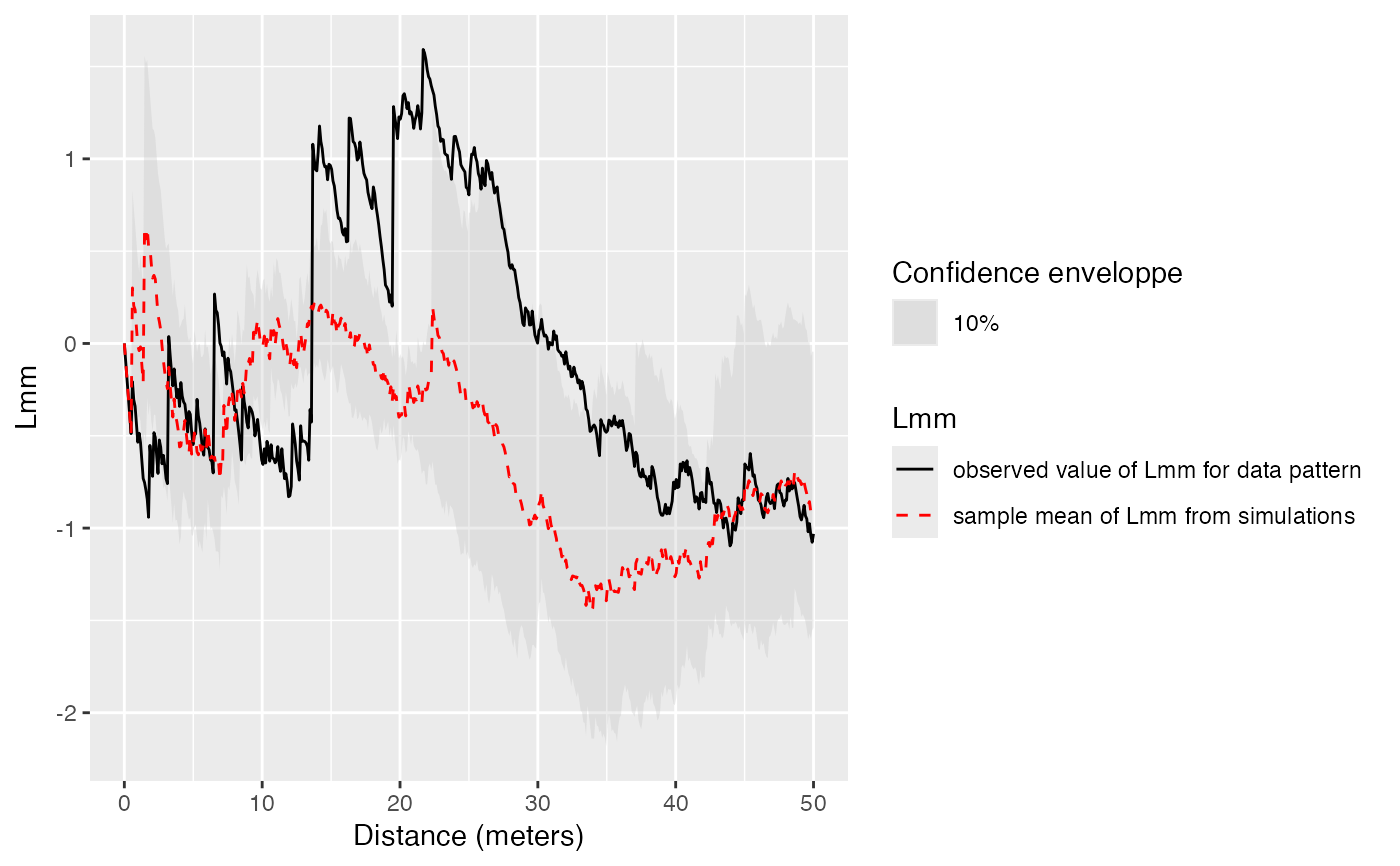 1
0
-1
-2
Lmm
0
10
20
30
40
50
Distance (meters)
Confidence enveloppe
10%
Lmm
observed value of Lmm for data pattern
sample mean of Lmm from simulations